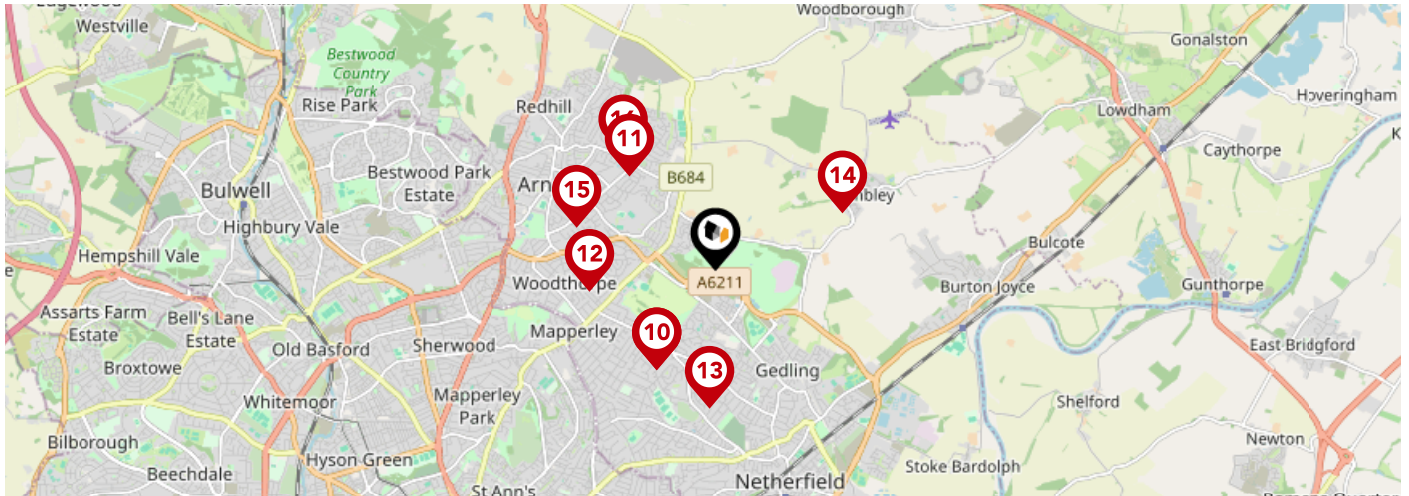 Woodborough
Westville
Gonalston
Bestwood
Country
Park
Rise Park
Redhill
Hoveringham
Lowdham
11
Caythorpe
Bestwood Park
Estate
B684
14
15
Bulwell
Highbury Vale
12
Bulcote
Hempshill Vale
Woodthorpe
A6211
Burton Joyce
Gunthorpe
Assarts Farm
Estate
Bell's Lane
Estate
Mapperley
10
Old Basford
Sherwood
East Bridgford
Broxtowe
13
Gedling
Whitemoor
Mapperley
Park
Shelford
Bilborough
Newton
Hyson Green
Stoke Bardolph
Beechdale
Netherfield
St Ann's